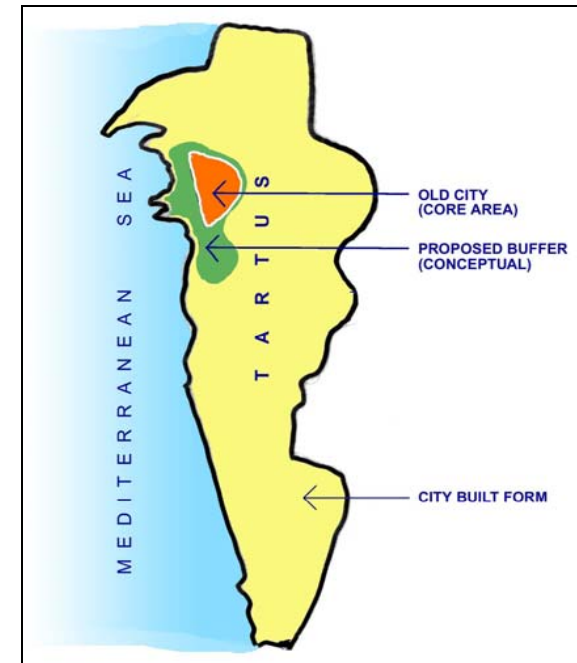 MEDITERRANEAN SEA
TARTUS
OLD CITY
(CORE AREA)
PROPOSED BUFFER
(CONCEPTUAL)
CITY BUILT FORM